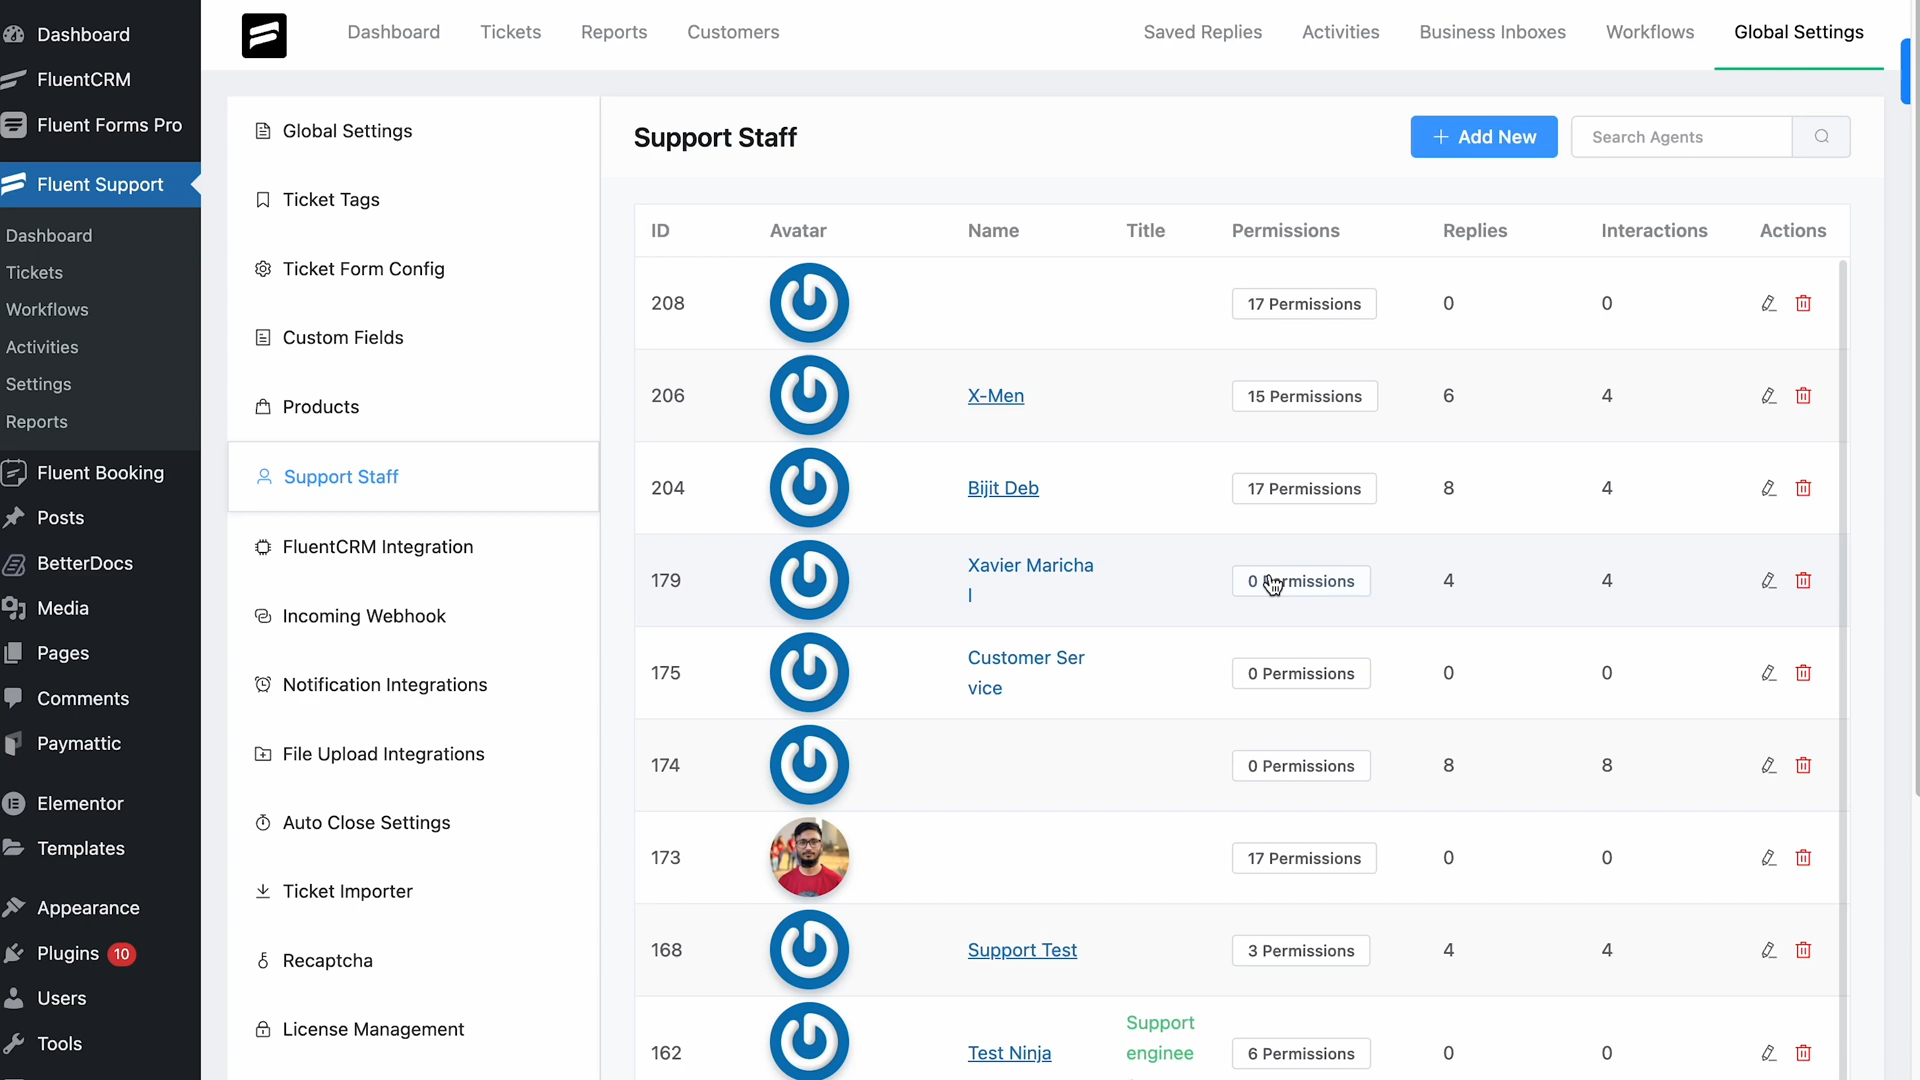 Dashboard
FluentCRM
Fluent Forms Pro
Fluent Support
Dashboard
Tickets
Workflows
Activities
Settings
Reports
Fluent Booking
Posts
BetterDocs
Media
Pages
Comments
Paymattic
Elementor
Templates
Appearance
Plugins 10
Users
Tools
Dashboard Tickets Reports Customers Saved Replies Activities Business Inboxes Workflows Global Settings
Global Settings
Ticket Tags
Ticket Form Config
Custom Fields
Products
Support Staff
FluentCRM Integration
Incoming Webhook
Notification Integrations
File Upload Integrations
Auto Close Settings
Ticket Importer
Recaptcha
License Management
Support Staff + Add New Search Agents
ID Avatar Name Title Permissions Replies Interactions Actions
208 17 Permissions 0 0
206 X-Men 15 Permissions 6 4
204 Bijit Deb 17 Permissions 8 4
179 Xavier Maricha
l 0 Permissions 4 4
175 Customer Ser
vice 0 Permissions 0 0
174 0 Permissions 8 8
173 17 Permissions 0 0
168 Support Test 3 Permissions 4 4
162 Test Ninja Support
enginee 6 Permissions 0 0